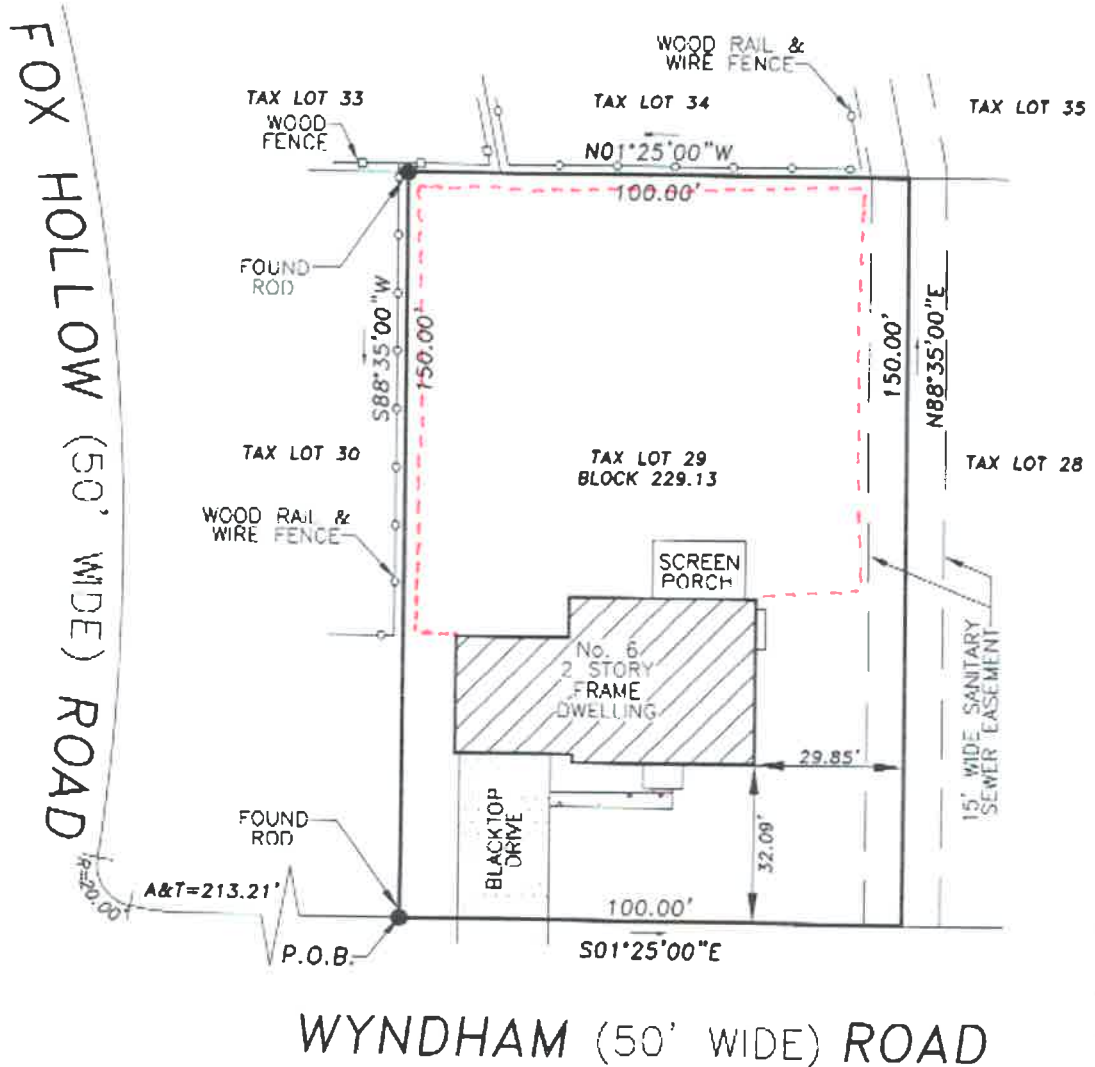 WOOD RAIL &
WIRE FENCE
TAX LOT 33
TAX LOT 34
TAX LOT 35
WOOD
FENCE
N01°25'00"W
100.00'
FOX HOLLOW (50' WIDE) ROAD
FOUND
ROD
S88°35'00"W
150.00'
150.00'
N88°35'00"E
TAX LOT 30
TAX LOT 29
BLOCK 229.13
TAX LOT 28
WOOD RAIL &
WIRE FENCE
SCREEN
PORCH
No. 6
2 STORY
FRAME
DWELLING
15' WIDE SANITARY
SEWER EASEMENT
29.85'
FOUND
ROD
BLACKTOP
DRIVE
32.09'
R=20.00'
A&T=213.21'
100.00'
P.O.B.
S01°25'00"E
WYNDHAM (50' WIDE) ROAD